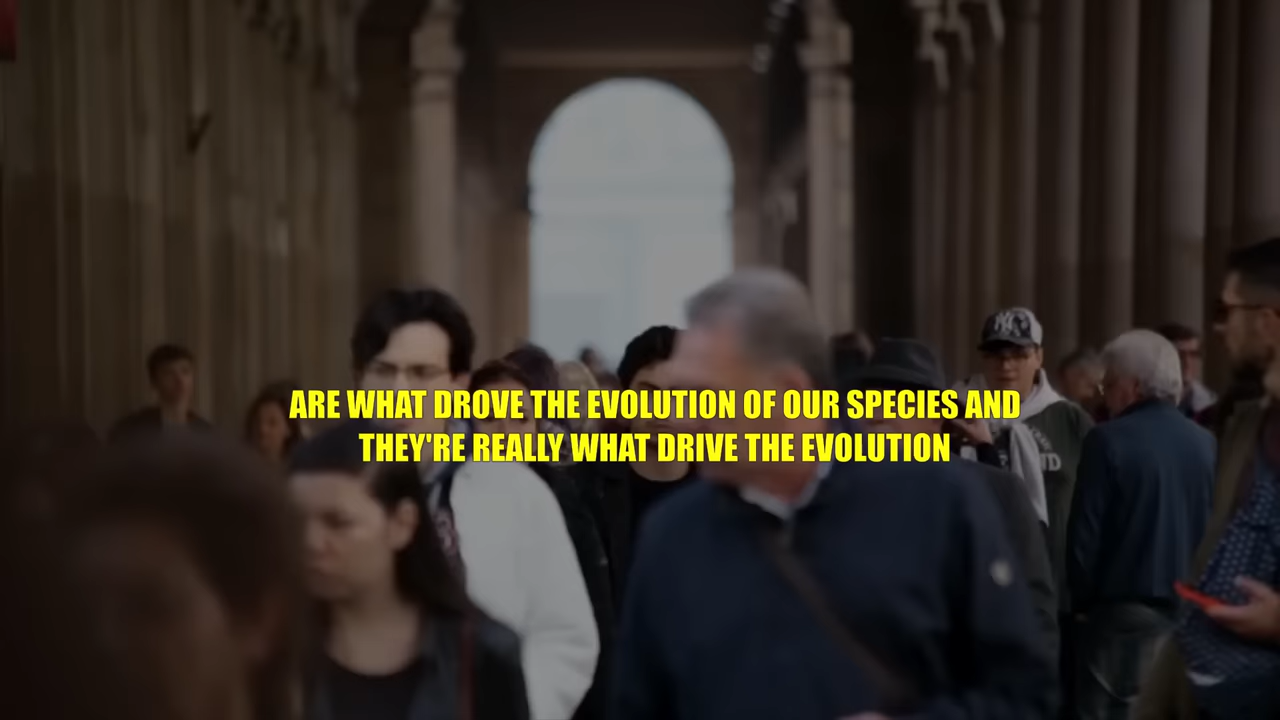 ARE WHAT DROVE THE EVOLUTION OF OUR SPECIES AND
THEY'RE REALLY WHAT DRIVE THE EVOLUTION